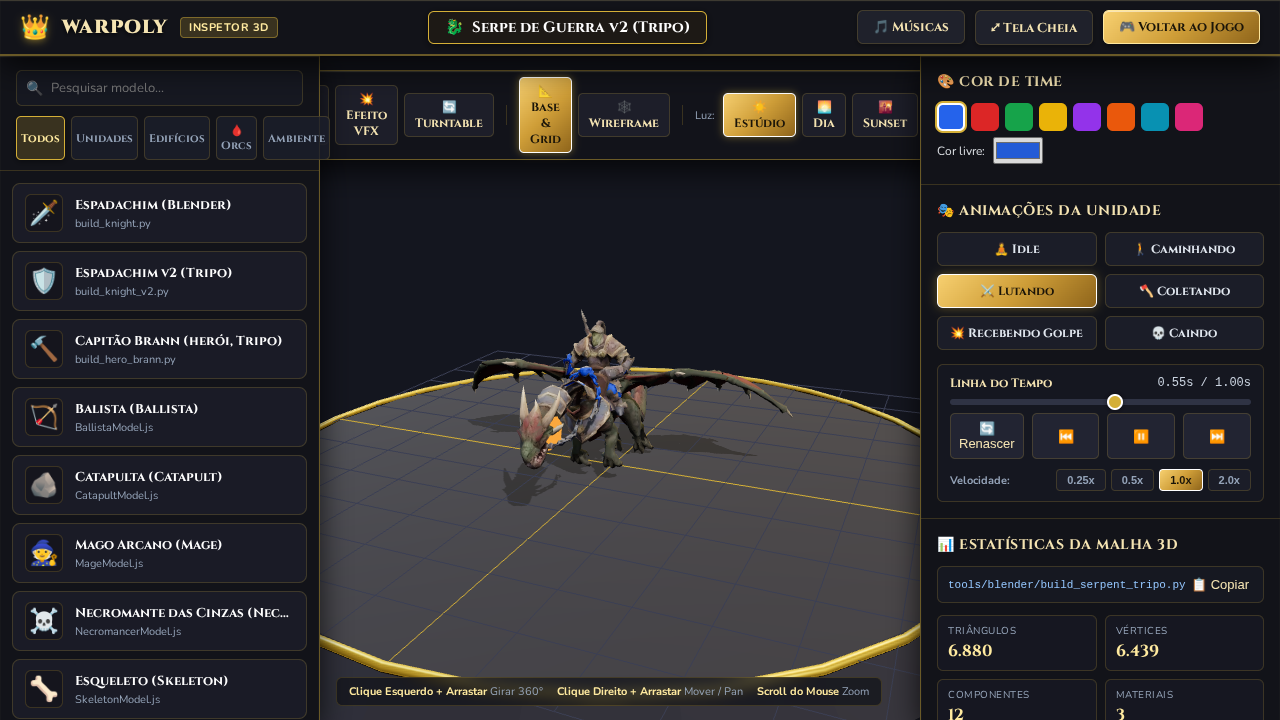 WARPOLY
INSPETOR 3D
Serpe de Guerra v2 (Tripo)
Músicas
Tela Cheia
Voltar ao Jogo
Pesquisar modelo...
Todos
Unidades
Edifícios
Orcs
Ambiente
Espadachim (Blender)
build_knight.py
Espadachim v2 (Tripo)
build_knight_v2.py
Capitão Brann (herói, Tripo)
build_hero_brann.py
Balista (Ballista)
BallistaModel.js
Catapulta (Catapult)
CatapultModel.js
Mago Arcano (Mage)
MageModel.js
Necromante das Cinzas (Nec...
NecromancerModel.js
Esqueleto (Skeleton)
SkeletonModel.js
Efeito
VFX
Turntable
Base
&
Grid
Wireframe
Luz:
Estúdio
Dia
Sunset
Clique Esquerdo + Arrastar Girar 360° Clique Direito + Arrastar Mover / Pan Scroll do Mouse Zoom
Cor de Time
Cor livre:
Animações da Unidade
Idle
Caminhando
Lutando
Coletando
Recebendo Golpe
Caindo
Linha do Tempo
0.55s / 1.00s
Renascer
Velocidade:
0.25x
0.5x
1.0x
2.0x
Estatísticas da Malha 3D
tools/blender/build_serpent_tripo.py
Copiar
TRIÂNGULOS
6.880
VÉRTICES
6.439
COMPONENTES
12
MATERIAIS
3